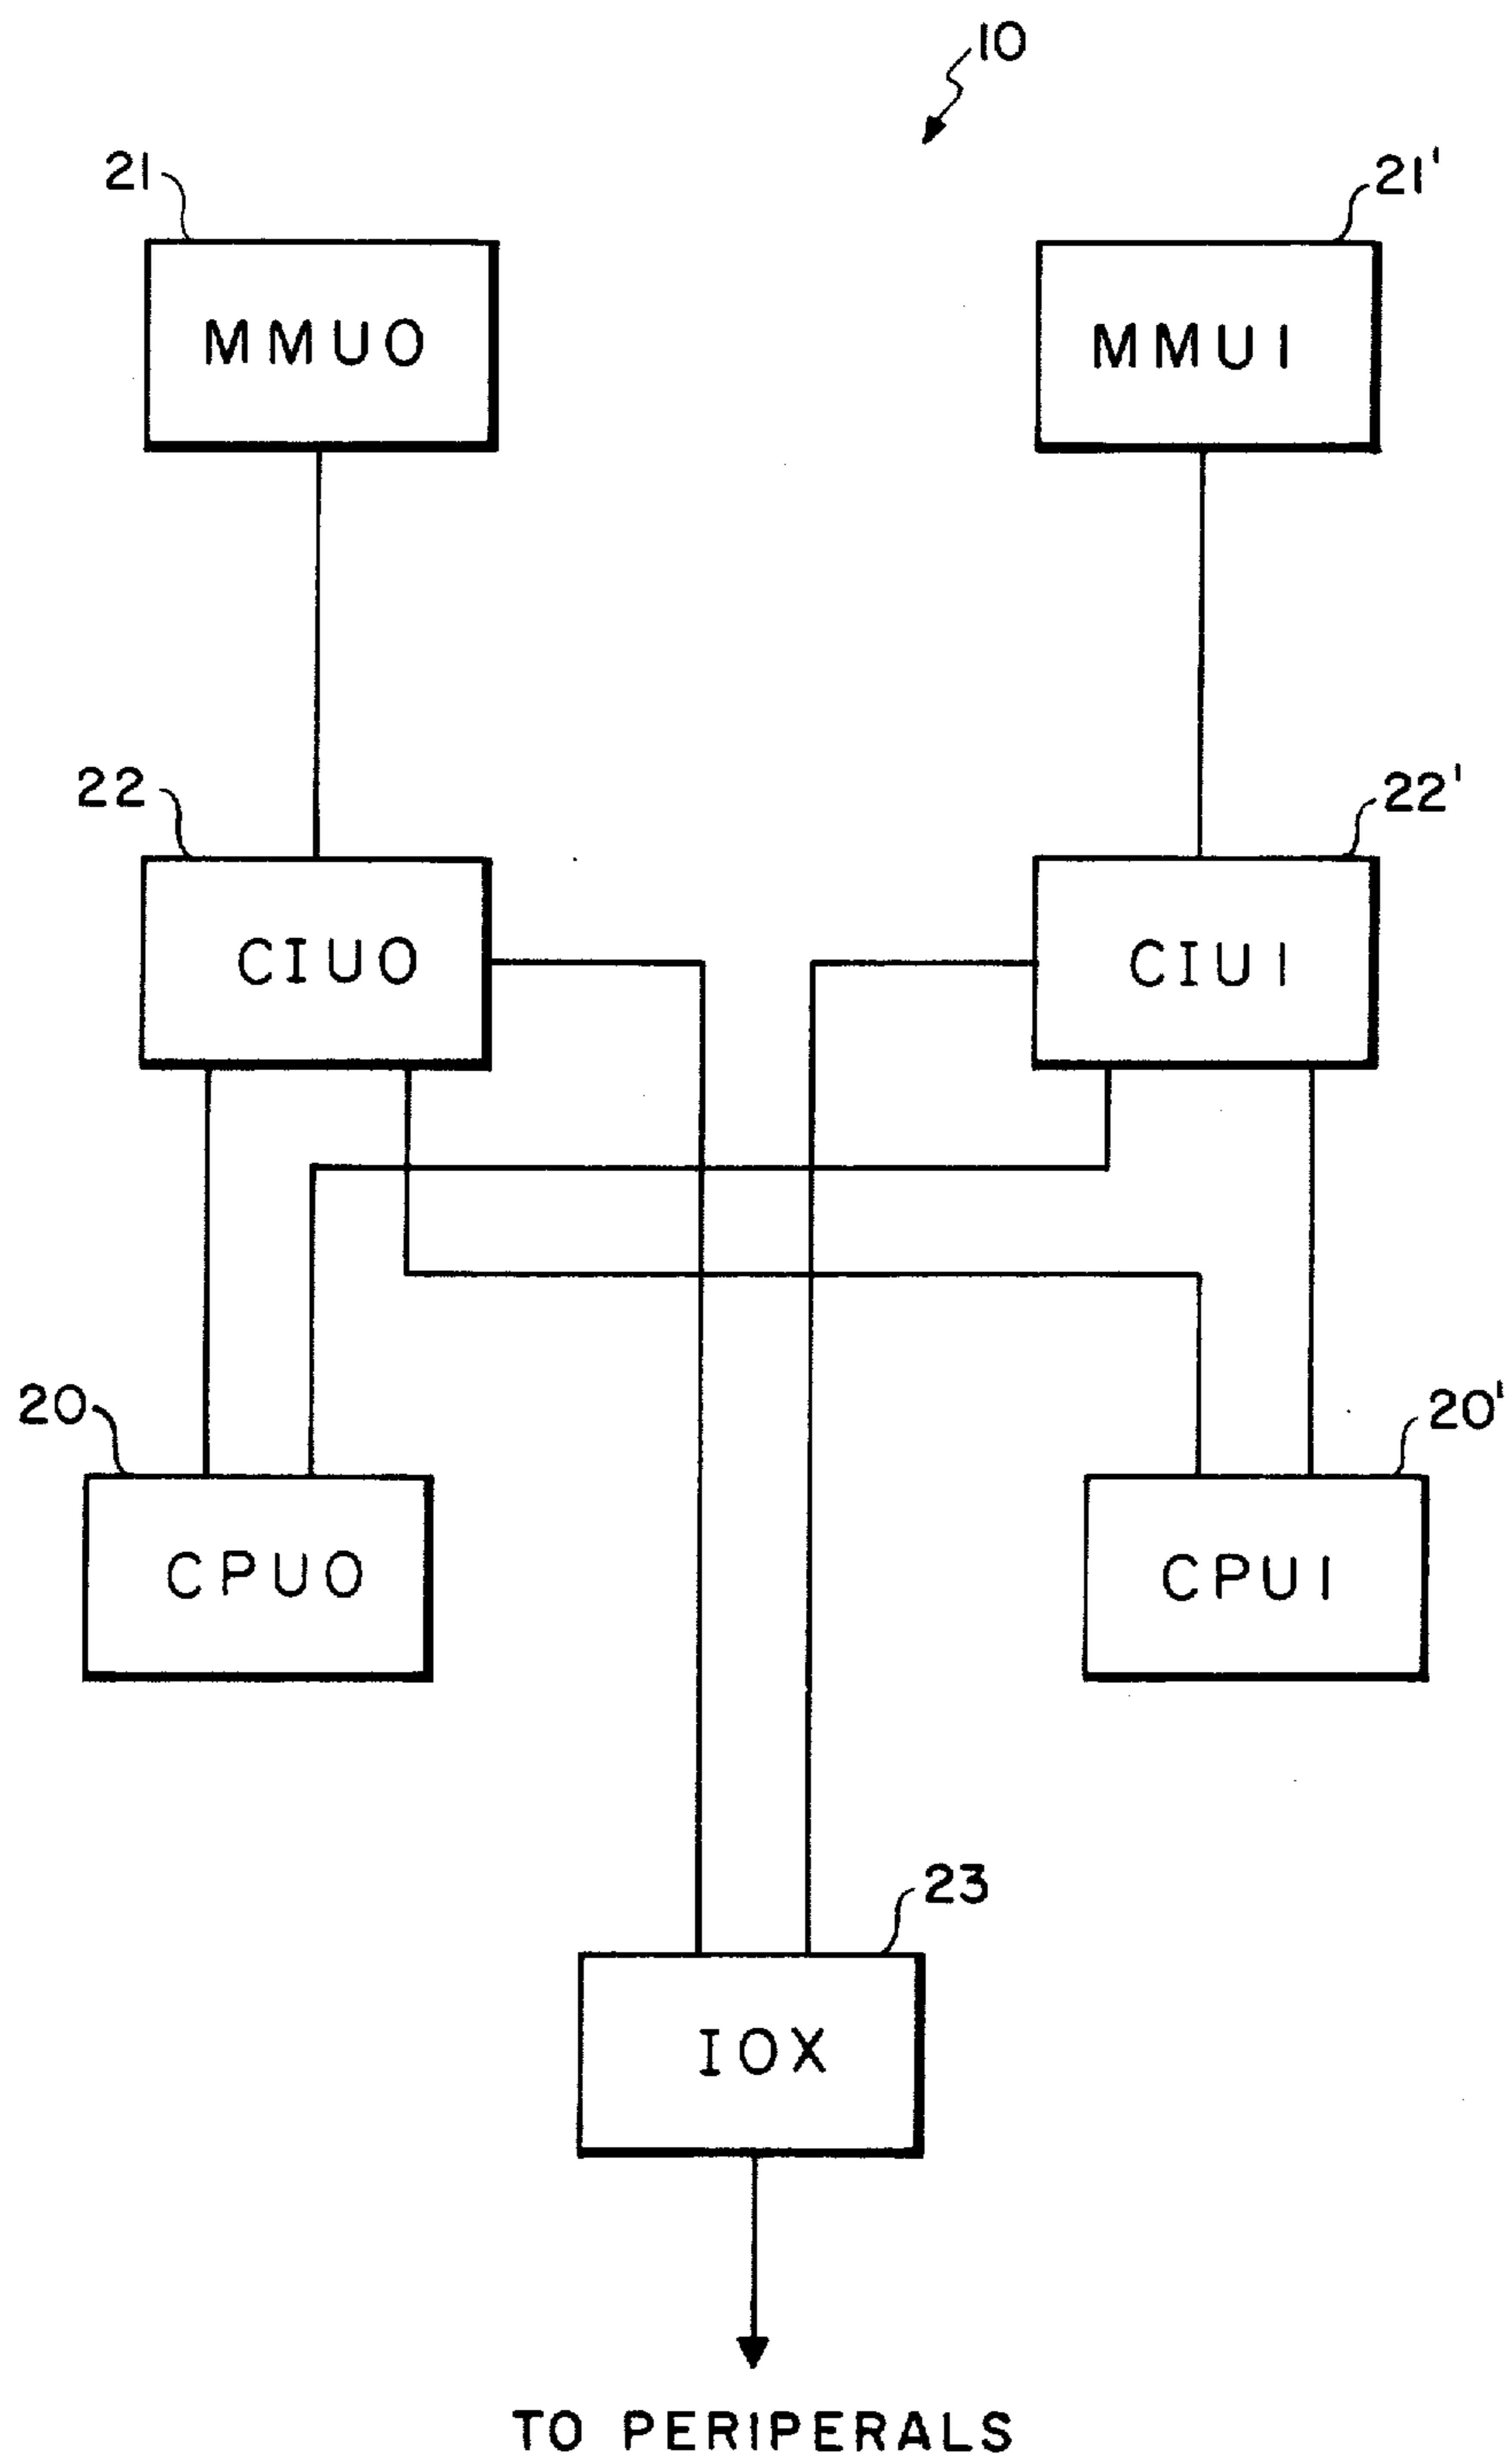 10
21
21'
MMU0
MMU1
22
22'
CIU0
CIU1
20
20'
CPU0
CPU1
23
IOX
TO PERIPERALS